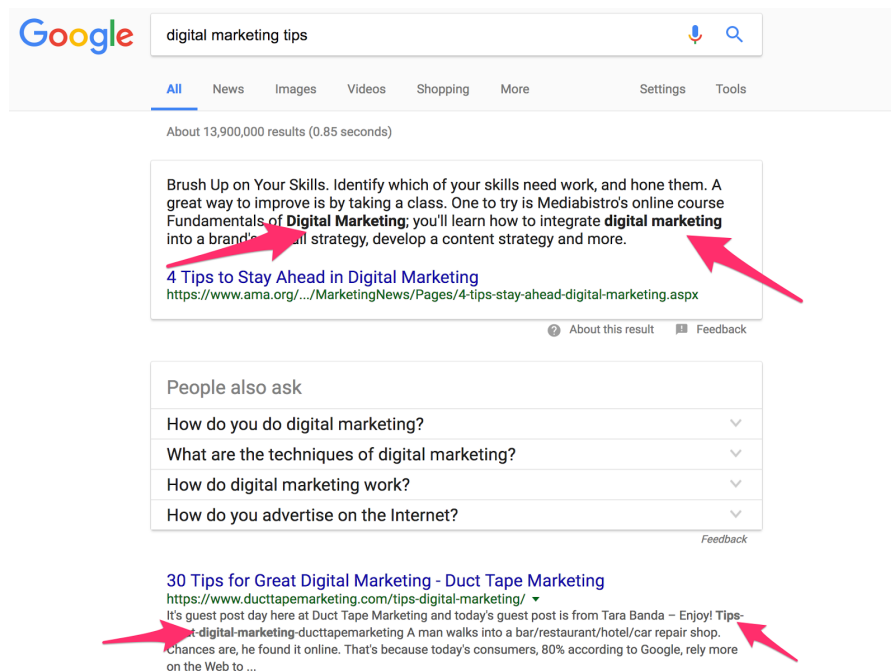 Google
digital marketing tips
All News Images Videos Shopping More Settings Tools
About 13,900,000 results (0.85 seconds)
Brush Up on Your Skills. Identify which of your skills need work, and hone them. A
great way to improve is by taking a class. One to try is Mediabistro's online course
Fundamentals of Digital Marketing; you'll learn how to integrate digital marketing
into a brand's strategy, develop a content strategy and more.
4 Tips to Stay Ahead in Digital Marketing
https://www.ama.org/.../MarketingNews/Pages/4-tips-stay-ahead-digital-marketing.aspx
About this result Feedback
People also ask
How do you do digital marketing?
What are the techniques of digital marketing?
How do digital marketing work?
How do you advertise on the Internet?
Feedback
30 Tips for Great Digital Marketing - Duct Tape Marketing
https://www.ducttapemarketing.com/tips-digital-marketing/
It's guest post day here at Duct Tape Marketing and today's guest post is from Tara Banda – Enjoy! Tips-
-digital-marketing-ducttapemarketing A man walks into a bar/restaurant/hotel/car repair shop.
Chances are, he found it online. That's because today's consumers, 80% according to Google, rely more
on the Web to ...